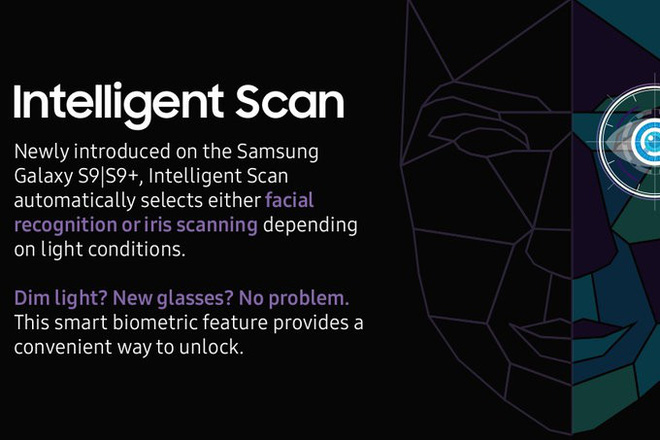 Intelligent Scan
Newly introduced on the Samsung
Galaxy S9|S9+, Intelligent Scan
automatically selects either facial
recognition or iris scanning depending
on light conditions.
Dim light? New glasses? No problem.
This smart biometric feature provides a
convenient way to unlock.